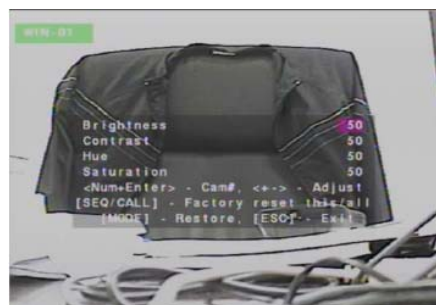 WIN-01
Brightness 50
Contrast 50
Hue 50
Saturation 50
<Num+Enter> - Cam#, <+-> - Adjust
[SEQ/CALL] - Factory reset this/all
[MODE] - Restore, [ESC] - Exit